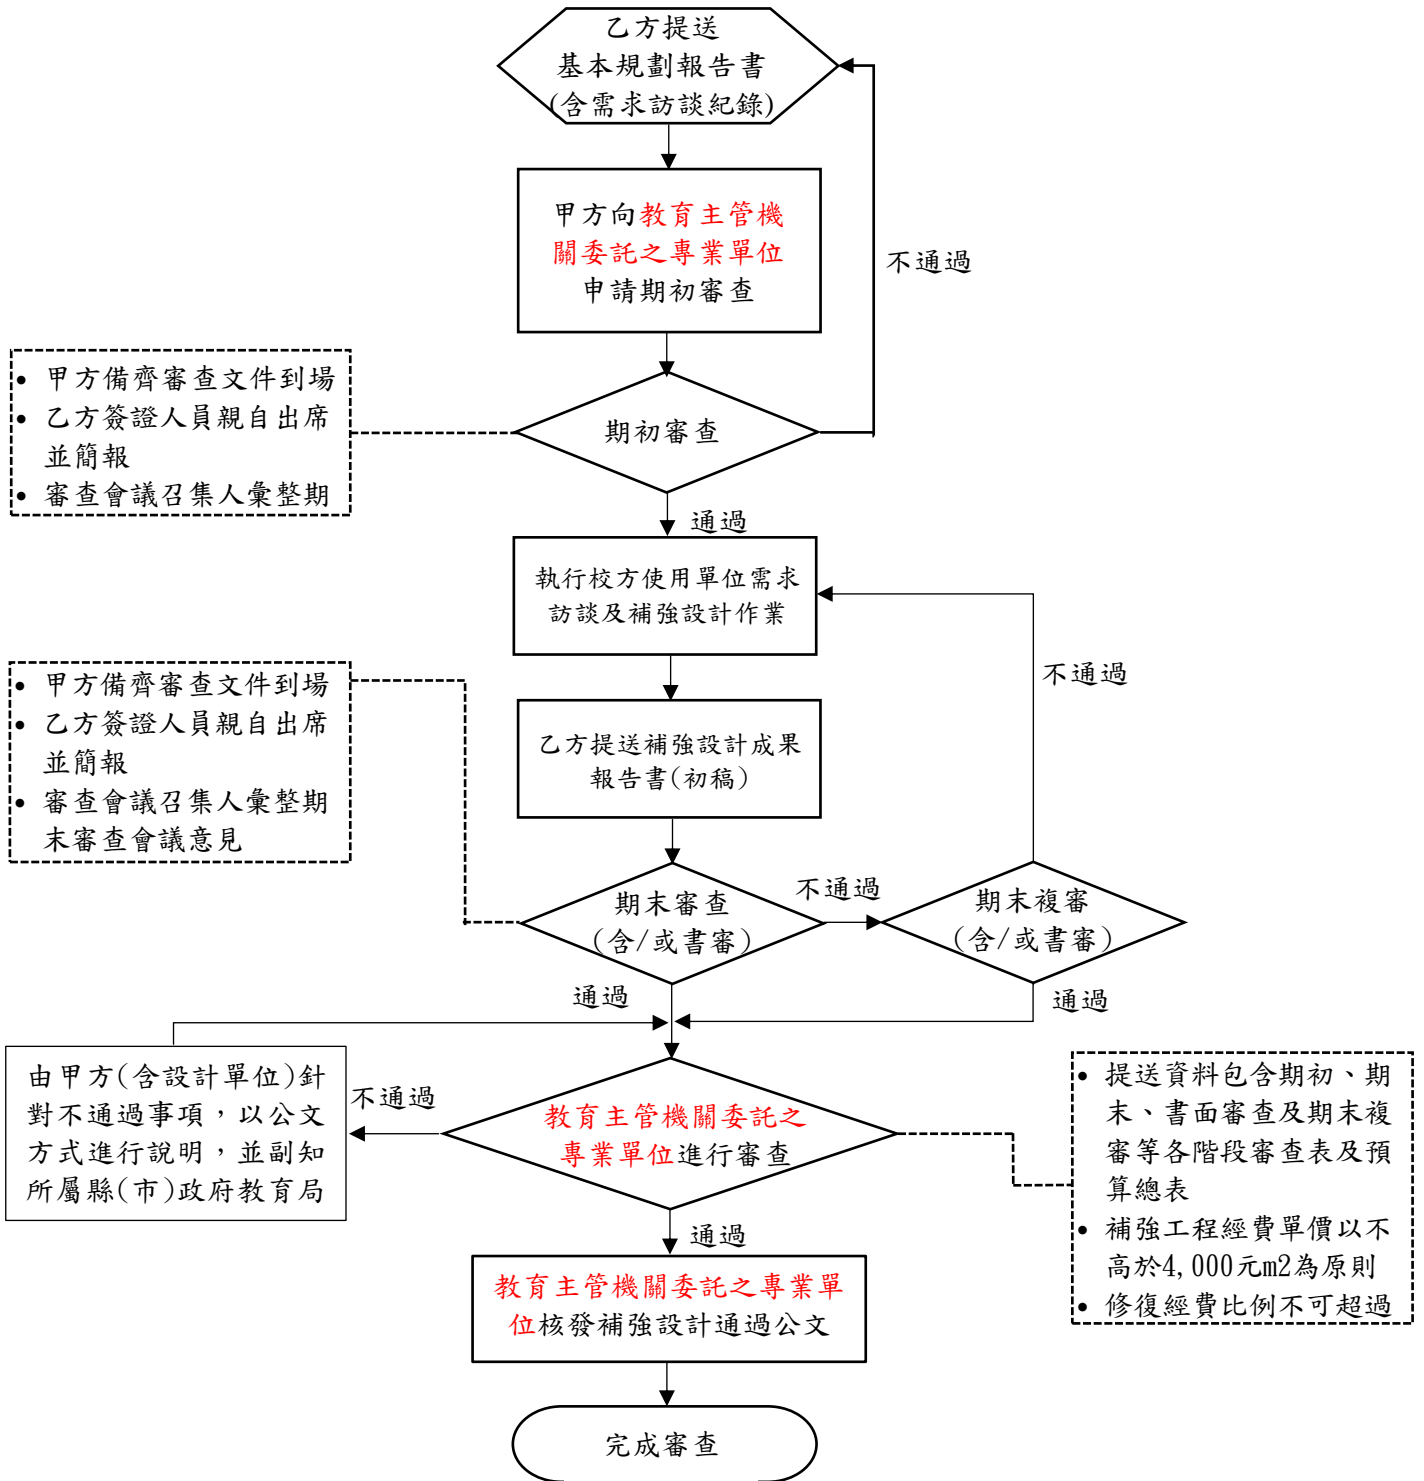 乙方提送
基本規劃報告書
(含需求訪談紀錄)
甲方向教育主管機
關委託之專業單位
申請期初審查
不通過
• 甲方備齊審查文件到場
• 乙方簽證人員親自出席
並簡報
• 審查會議召集人彙整期
期初審查
通過
執行校方使用單位需求
訪談及補強設計作業
不通過
• 甲方備齊審查文件到場
• 乙方簽證人員親自出席
並簡報
• 審查會議召集人彙整期
末審查會議意見
乙方提送補強設計成果
報告書(初稿)
期末審查
(含/或書審)
不通過
期末複審
(含/或書審)
通過
通過
由甲方(含設計單位)針
對不通過事項，以公文
方式進行說明，並副知
所屬縣(市)政府教育局
不通過
教育主管機關委託之
專業單位進行審查
• 提送資料包含期初、期
末、書面審查及期末複
審等各階段審查表及預
算總表
• 補強工程經費單價以不
高於4,000元m2為原則
• 修復經費比例不可超過
通過
教育主管機關委託之專業單
位核發補強設計通過公文
完成審查